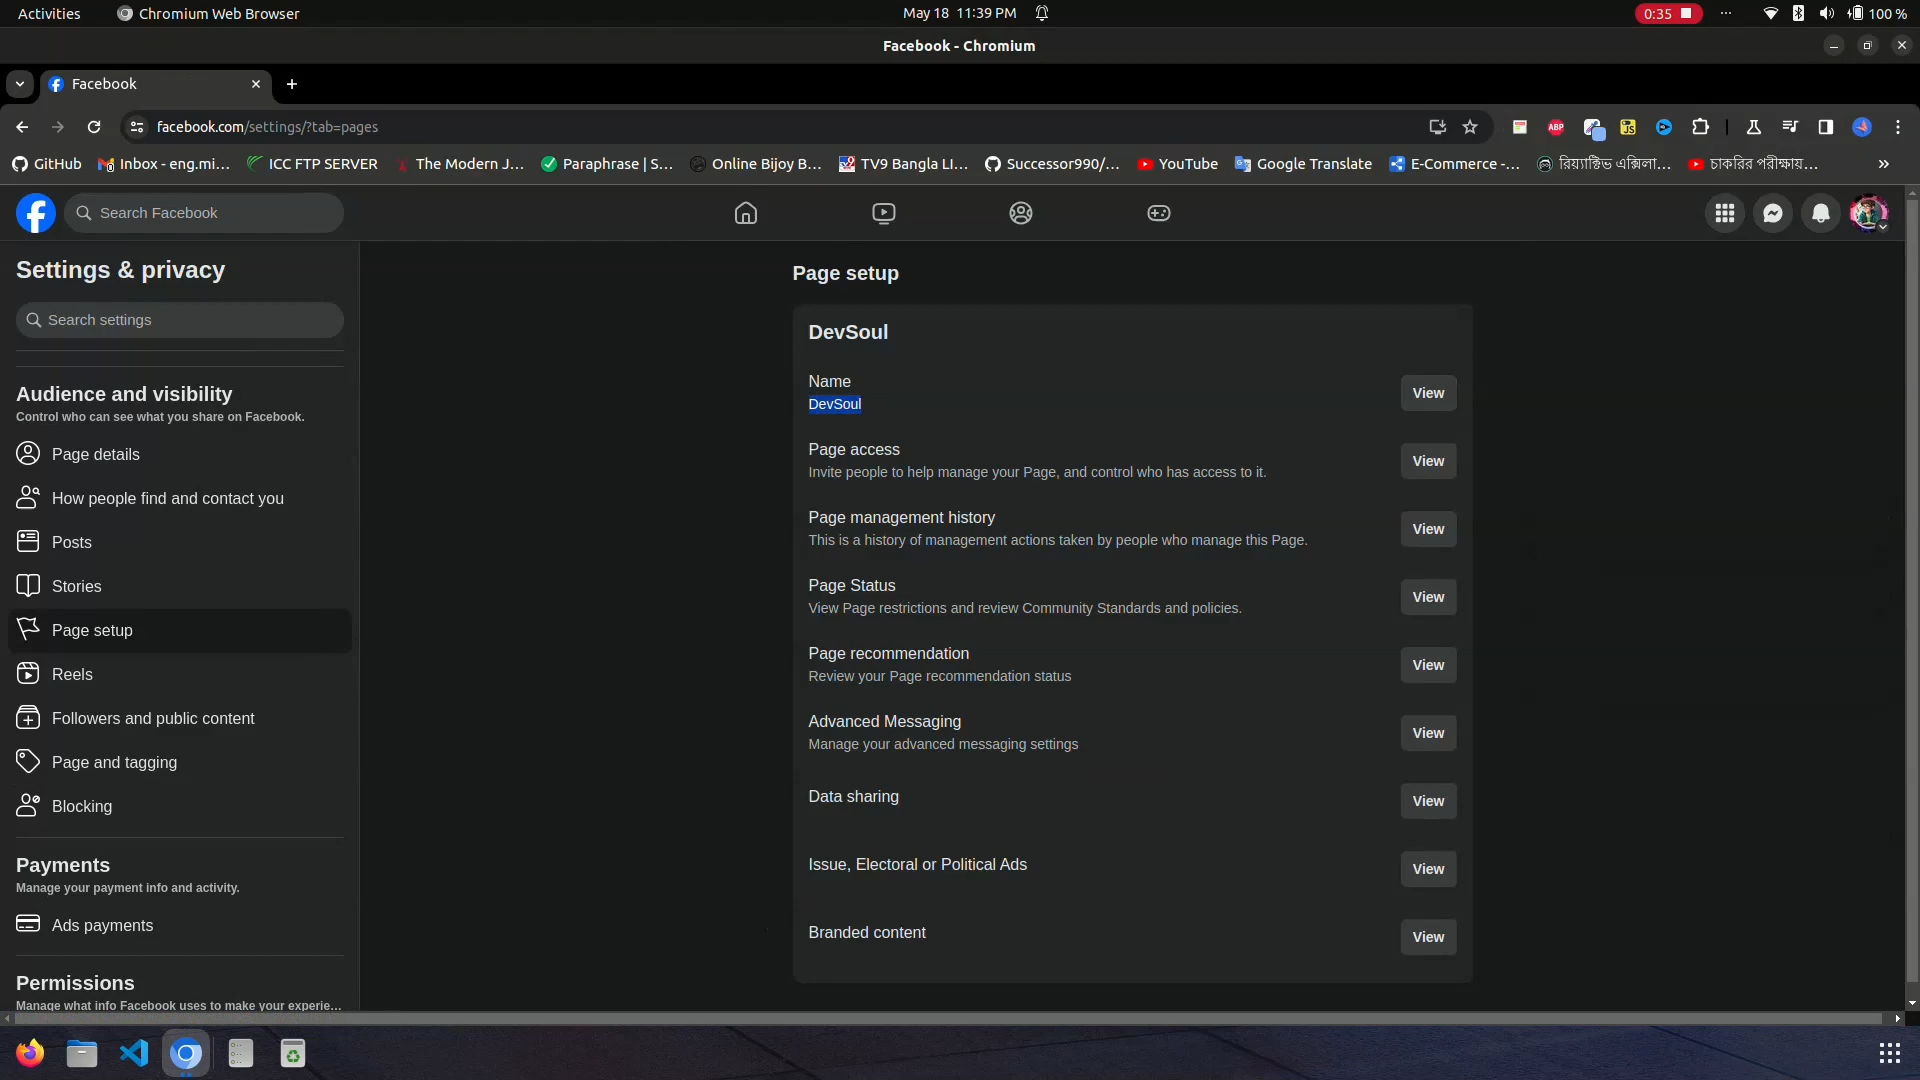 Activities
Chromium Web Browser
May 18 11:39 PM
0:35
100 %
Facebook - Chromium
Facebook
facebook.com/settings/?tab=pages
ABP
JS
GitHub
Inbox - eng.mi...
ICC FTP SERVER
The Modern J...
Paraphrase | S...
Online Bijoy B...
TV9 Bangla LI...
Successor990/...
YouTube
Google Translate
E-Commerce -...
রিয়্যাক্টিভ এক্সিলা...
চাকরির পরীক্ষায়...
Search Facebook
Settings & privacy
Search settings
Audience and visibility
Control who can see what you share on Facebook.
Page details
How people find and contact you
Posts
Stories
Page setup
Reels
Followers and public content
Page and tagging
Blocking
Payments
Manage your payment info and activity.
Ads payments
Permissions
Manage what info Facebook uses to make your experie...
Page setup
DevSoul
Name
DevSoul
View
Page access
Invite people to help manage your Page, and control who has access to it.
View
Page management history
This is a history of management actions taken by people who manage this Page.
View
Page Status
View Page restrictions and review Community Standards and policies.
View
Page recommendation
Review your Page recommendation status
View
Advanced Messaging
Manage your advanced messaging settings
View
Data sharing
View
Issue, Electoral or Political Ads
View
Branded content
View